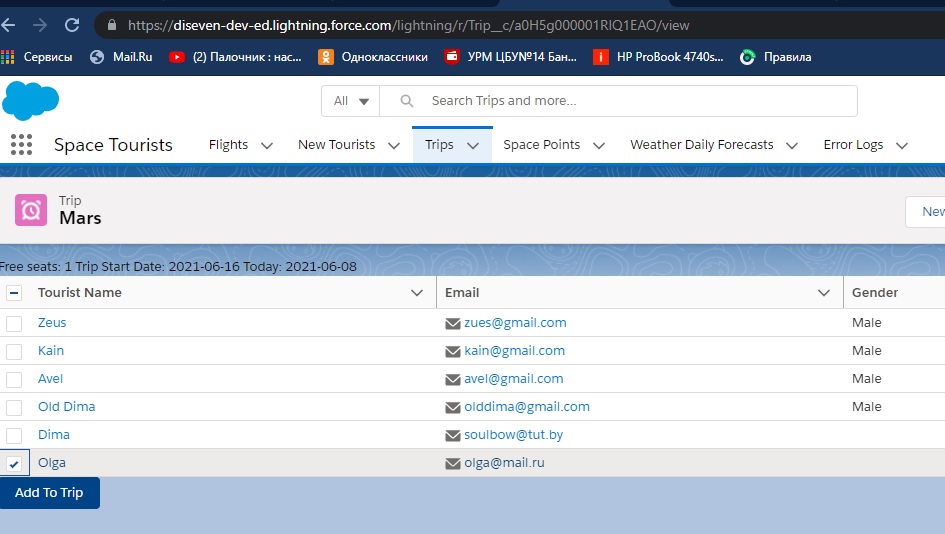 https://diseven-dev-ed.lightning.force.com/lightning/r/Trip__c/a0H5g000001RlQ1EAO/view
Сервисы Mail.Ru (2) Палочник : нас... Одноклассники УРМ ЦБУ№14 Бан... HP ProBook 4740s... Правила
All Search Trips and more...
Space Tourists Flights New Tourists Trips Space Points Weather Daily Forecasts Error Logs
Trip
Mars
New
Free seats: 1 Trip Start Date: 2021-06-16 Today: 2021-06-08
Tourist Name Email Gender
Zeus zues@gmail.com Male
Kain kain@gmail.com Male
Avel avel@gmail.com Male
Old Dima olddima@gmail.com Male
Dima soulbow@tut.by
Olga olga@mail.ru
Add To Trip